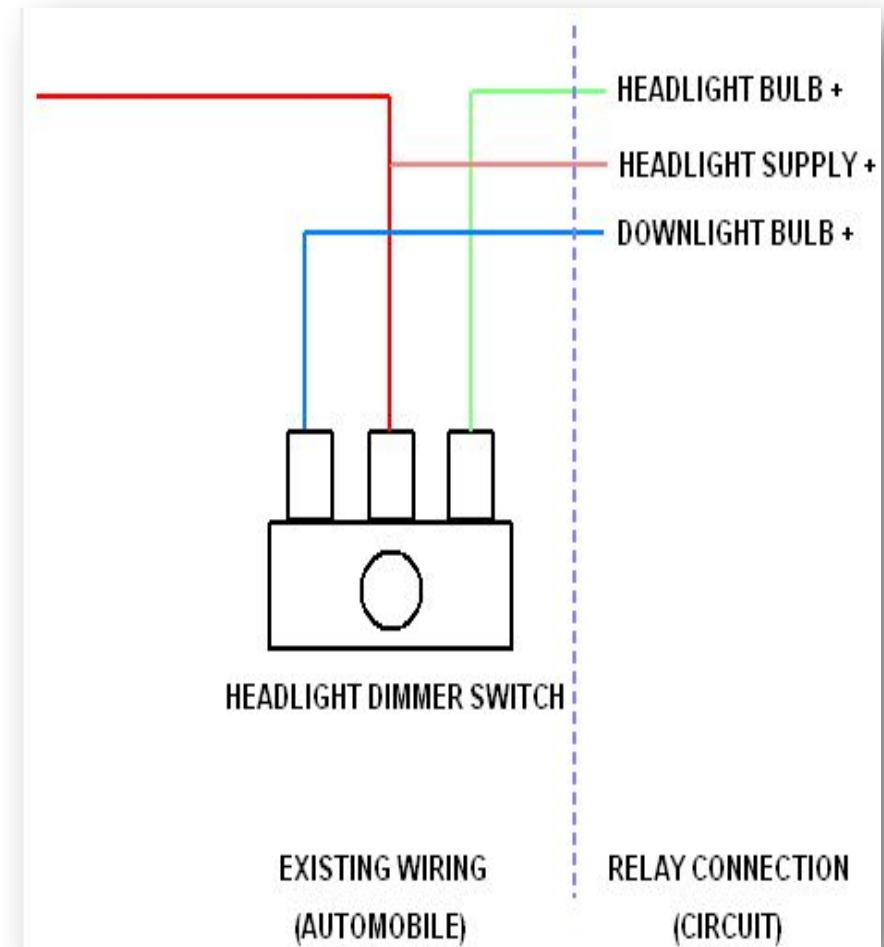 HEADLIGHT BULB +
HEADLIGHT SUPPLY +
DOWNLIGHT BULB +
HEADLIGHT DIMMER SWITCH
EXISTING WIRING
(AUTOMOBILE)
RELAY CONNECTION
(CIRCUIT)